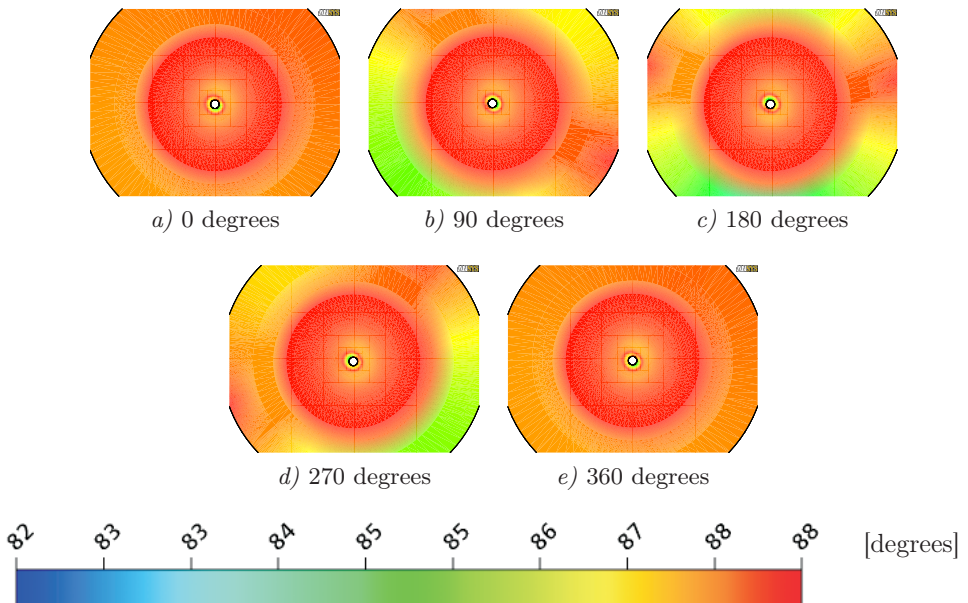 a) 0 degrees
b) 90 degrees
c) 180 degrees
d) 270 degrees
e) 360 degrees
82 83 83 84 85 85 86 87 88 88
[degrees]